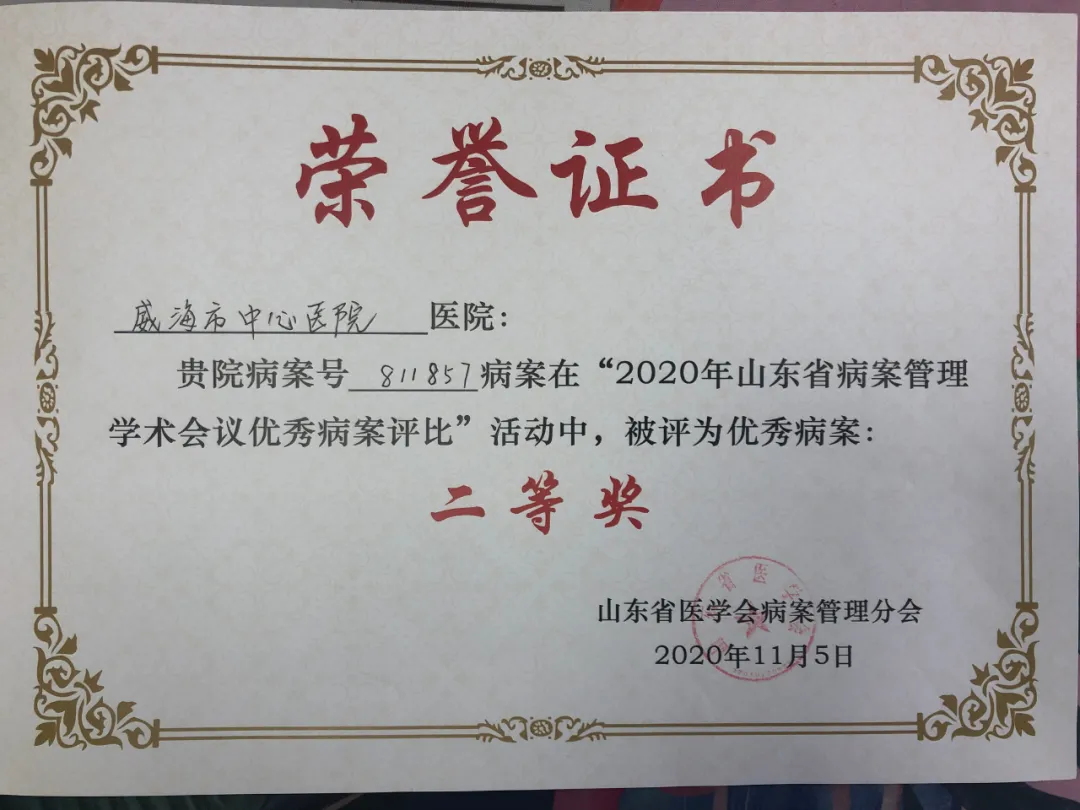 荣誉证书
威海市中心医院医院：
贵院病案号 811857 病案在“2020年山东省病案管理
学术会议优秀病案评比”活动中，被评为优秀病案：
二等奖
山东省医学会病案管理分会
2020年11月5日